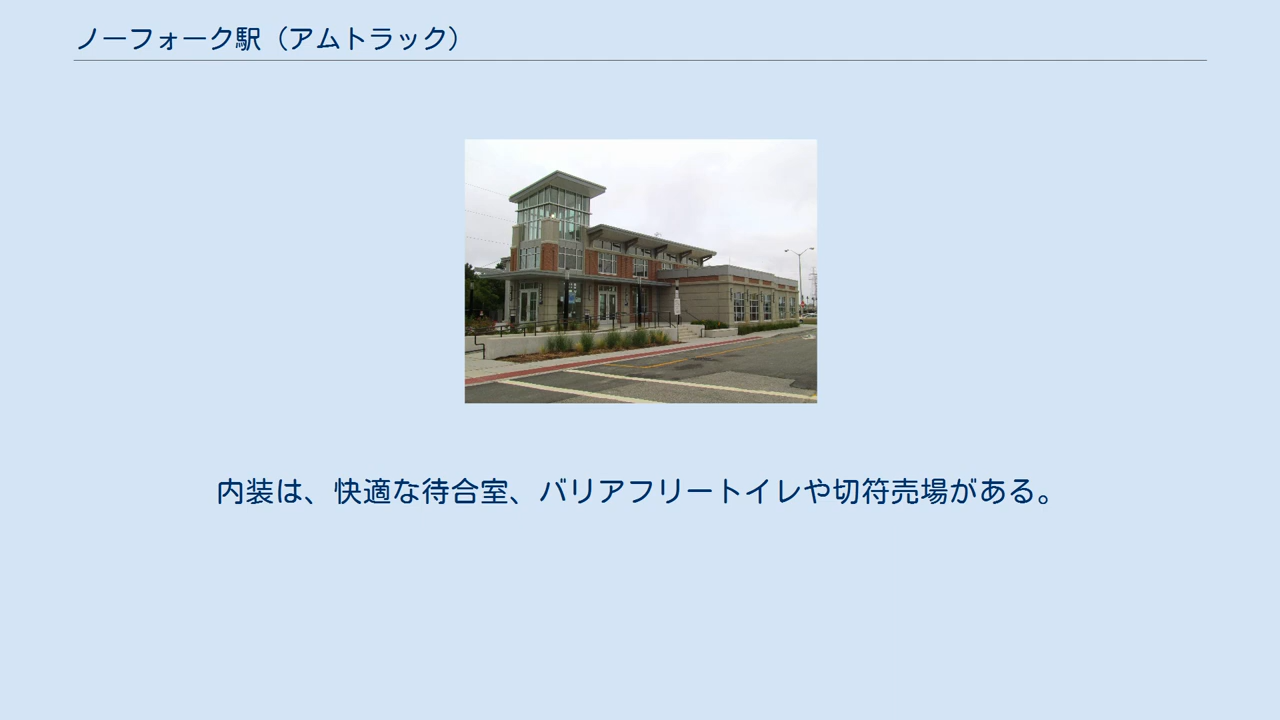 ノーフォーク駅（アムトラック）
内装は、快適な待合室、バリアフリートイレや切符売場がある。